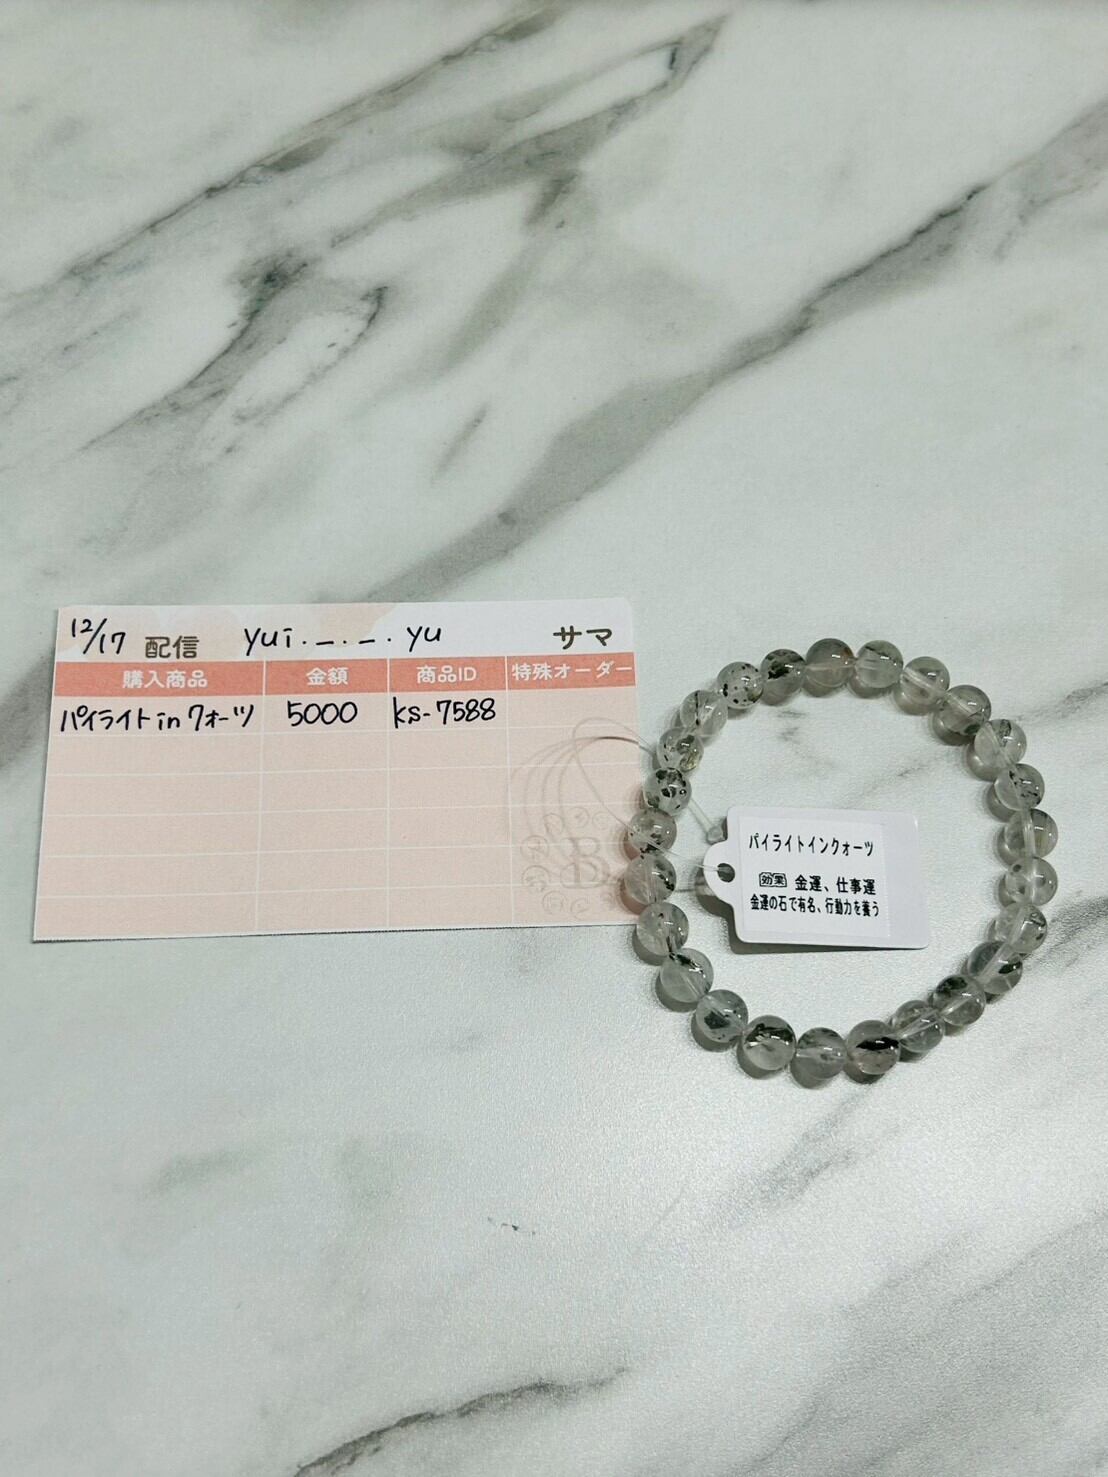 12/17 配信 yui._._.yu サマ
購入商品 金額 商品ID 特殊オーダー
パイライトinクォーツ 5000 ks-7588
B
パイライトインクォーツ
効果 金運、仕事運
金運の石で有名、行動力を養う